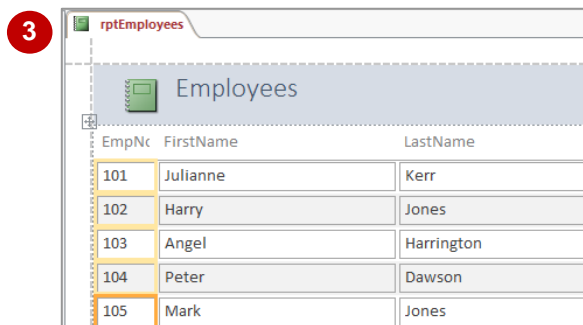 3
rptEmployees
Employees
EmpNo FirstName LastName
101 Julianne Kerr
102 Harry Jones
103 Angel Harrington
104 Peter Dawson
105 Mark Jones